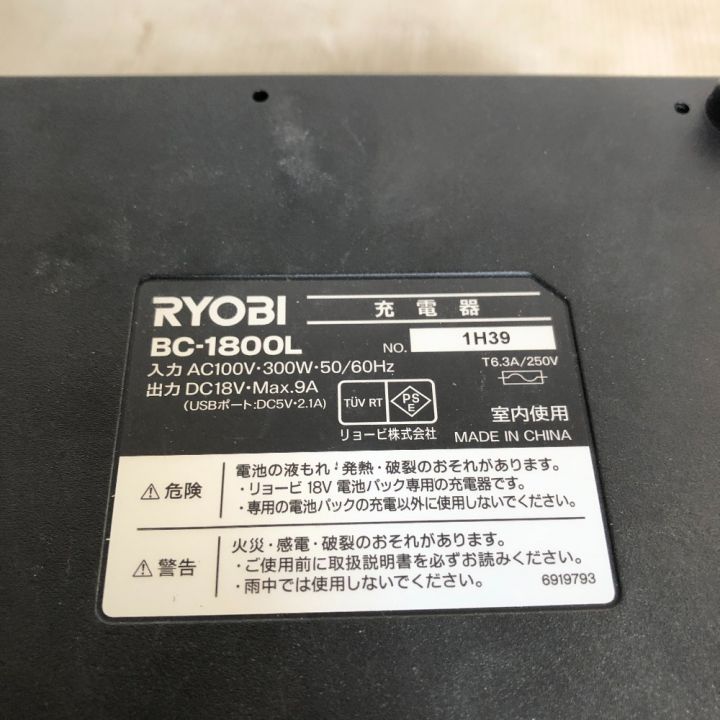 RYOBI 充電器
BC-1800L NO. 1H39
入力 AC100V・300W・50/60Hz T6.3A/250V
出力 DC18V・Max.9A
(USBポート:DC5V・2.1A)
TÜV RT PSE 室内使用
リョービ株式会社 MADE IN CHINA
⚠危険
電池の液もれ・発熱・破裂のおそれがあります。
・リョービ 18V 電池パック専用の充電器です。
・専用の電池パックの充電以外に使用しないでください。
⚠警告
火災・感電・破裂のおそれがあります。
・ご使用前に取扱説明書を必ずお読みください。
・雨中では使用しないでください。 6919793